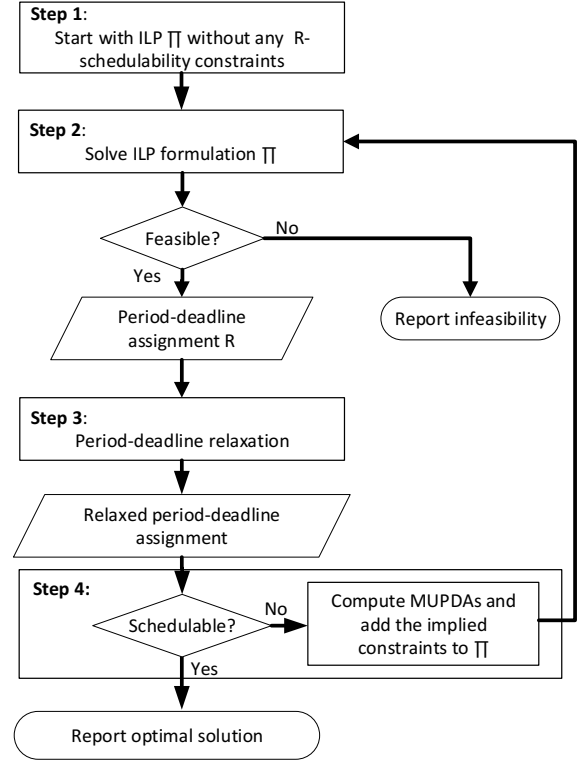 Step 1:
Start with ILP ∏ without any R-
schedulability constraints
Step 2:
Solve ILP formulation ∏
Feasible?
No
Yes
Period-deadline
assignment R
Report infeasibility
Step 3:
Period-deadline relaxation
Relaxed period-deadline
assignment
Step 4:
Schedulable?
No
Compute MUPDAs and
add the implied
constraints to ∏
Yes
Report optimal solution